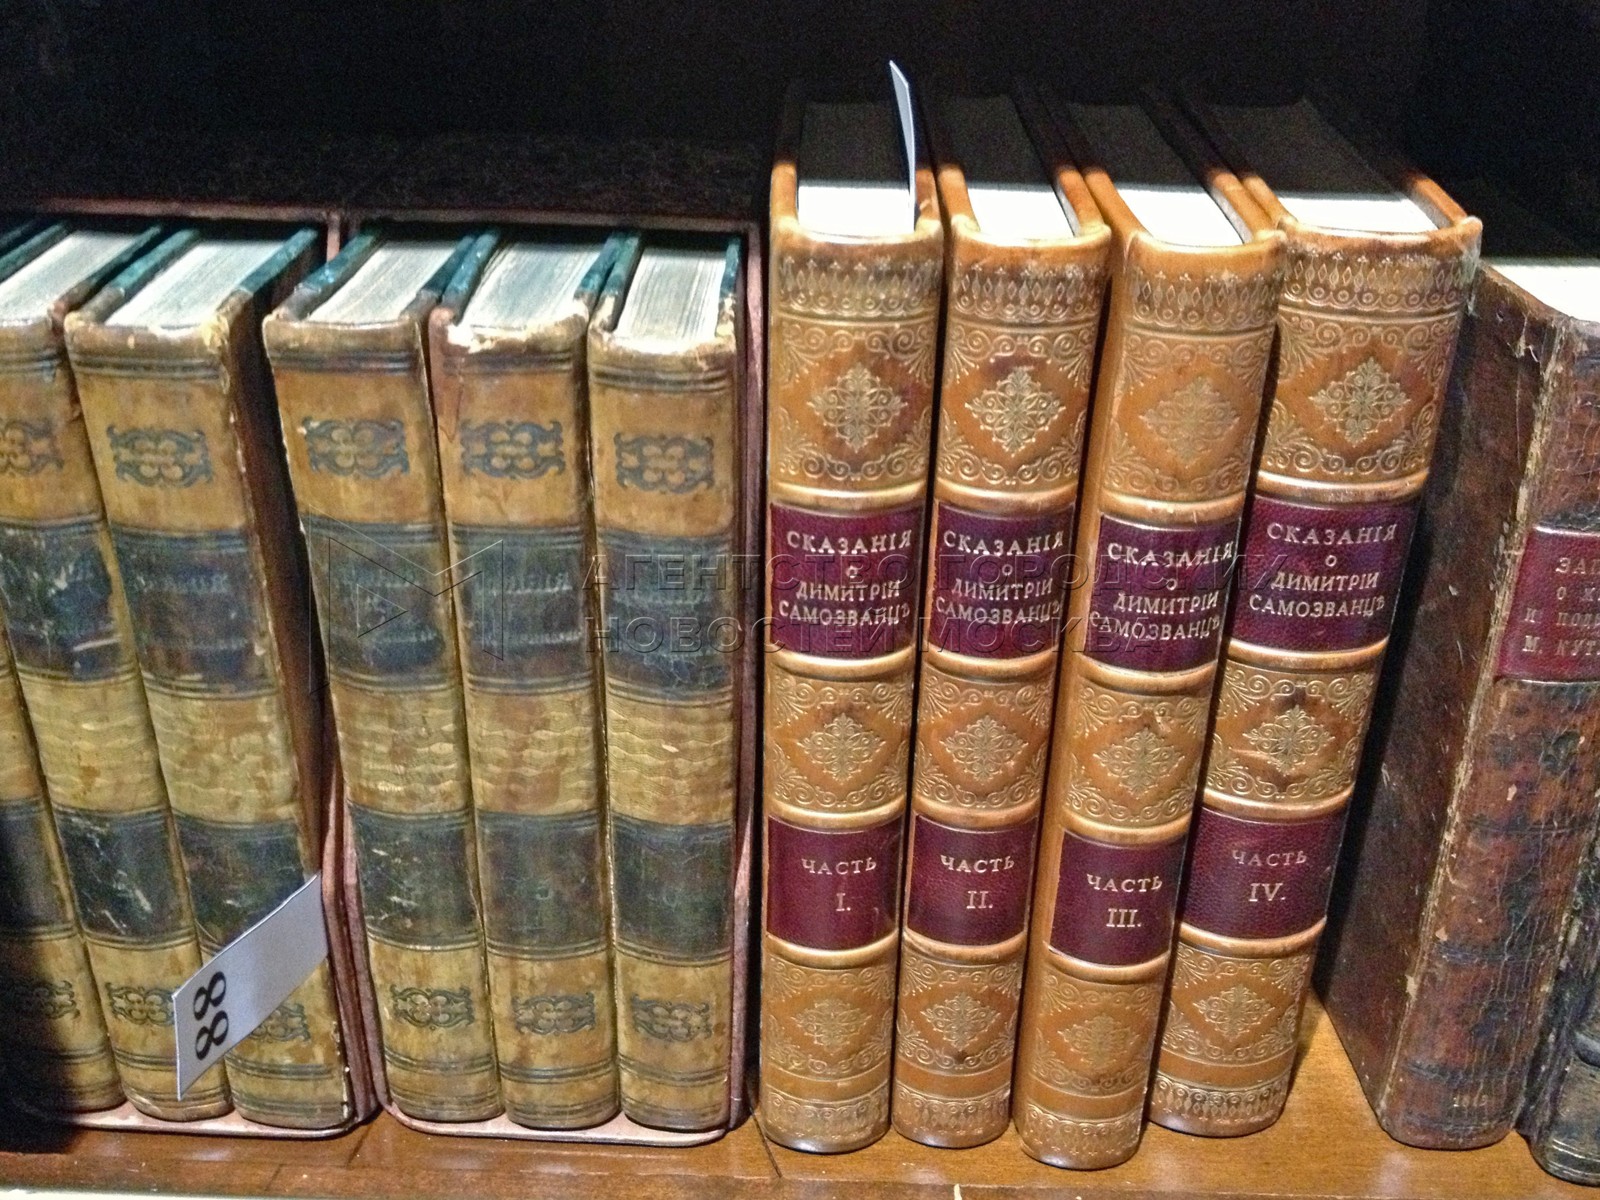 СКАЗАНІЯ
О
ДИМИТРІИ
САМОЗВАНЦѢ
ЧАСТЬ
I.
СКАЗАНІЯ
О
ДИМИТРІИ
САМОЗВАНЦѢ
ЧАСТЬ
II.
СКАЗАНІЯ
О
ДИМИТРІИ
САМОЗВАНЦѢ
ЧАСТЬ
III.
СКАЗАНІЯ
О
ДИМИТРІИ
САМОЗВАНЦѢ
ЧАСТЬ
IV.
О
И
М.
88
АГЕНТСТВО ГОРОДСКИХ
НОВОСТЕЙ МОСКВА